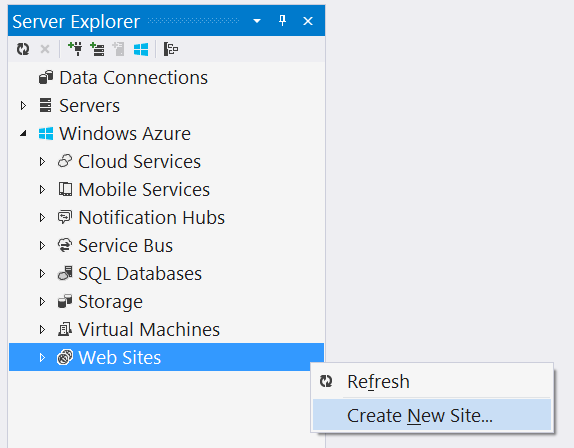 Server Explorer
Data Connections
Servers
Windows Azure
Cloud Services
Mobile Services
Notification Hubs
Service Bus
SQL Databases
Storage
Virtual Machines
Web Sites
Refresh
Create New Site...